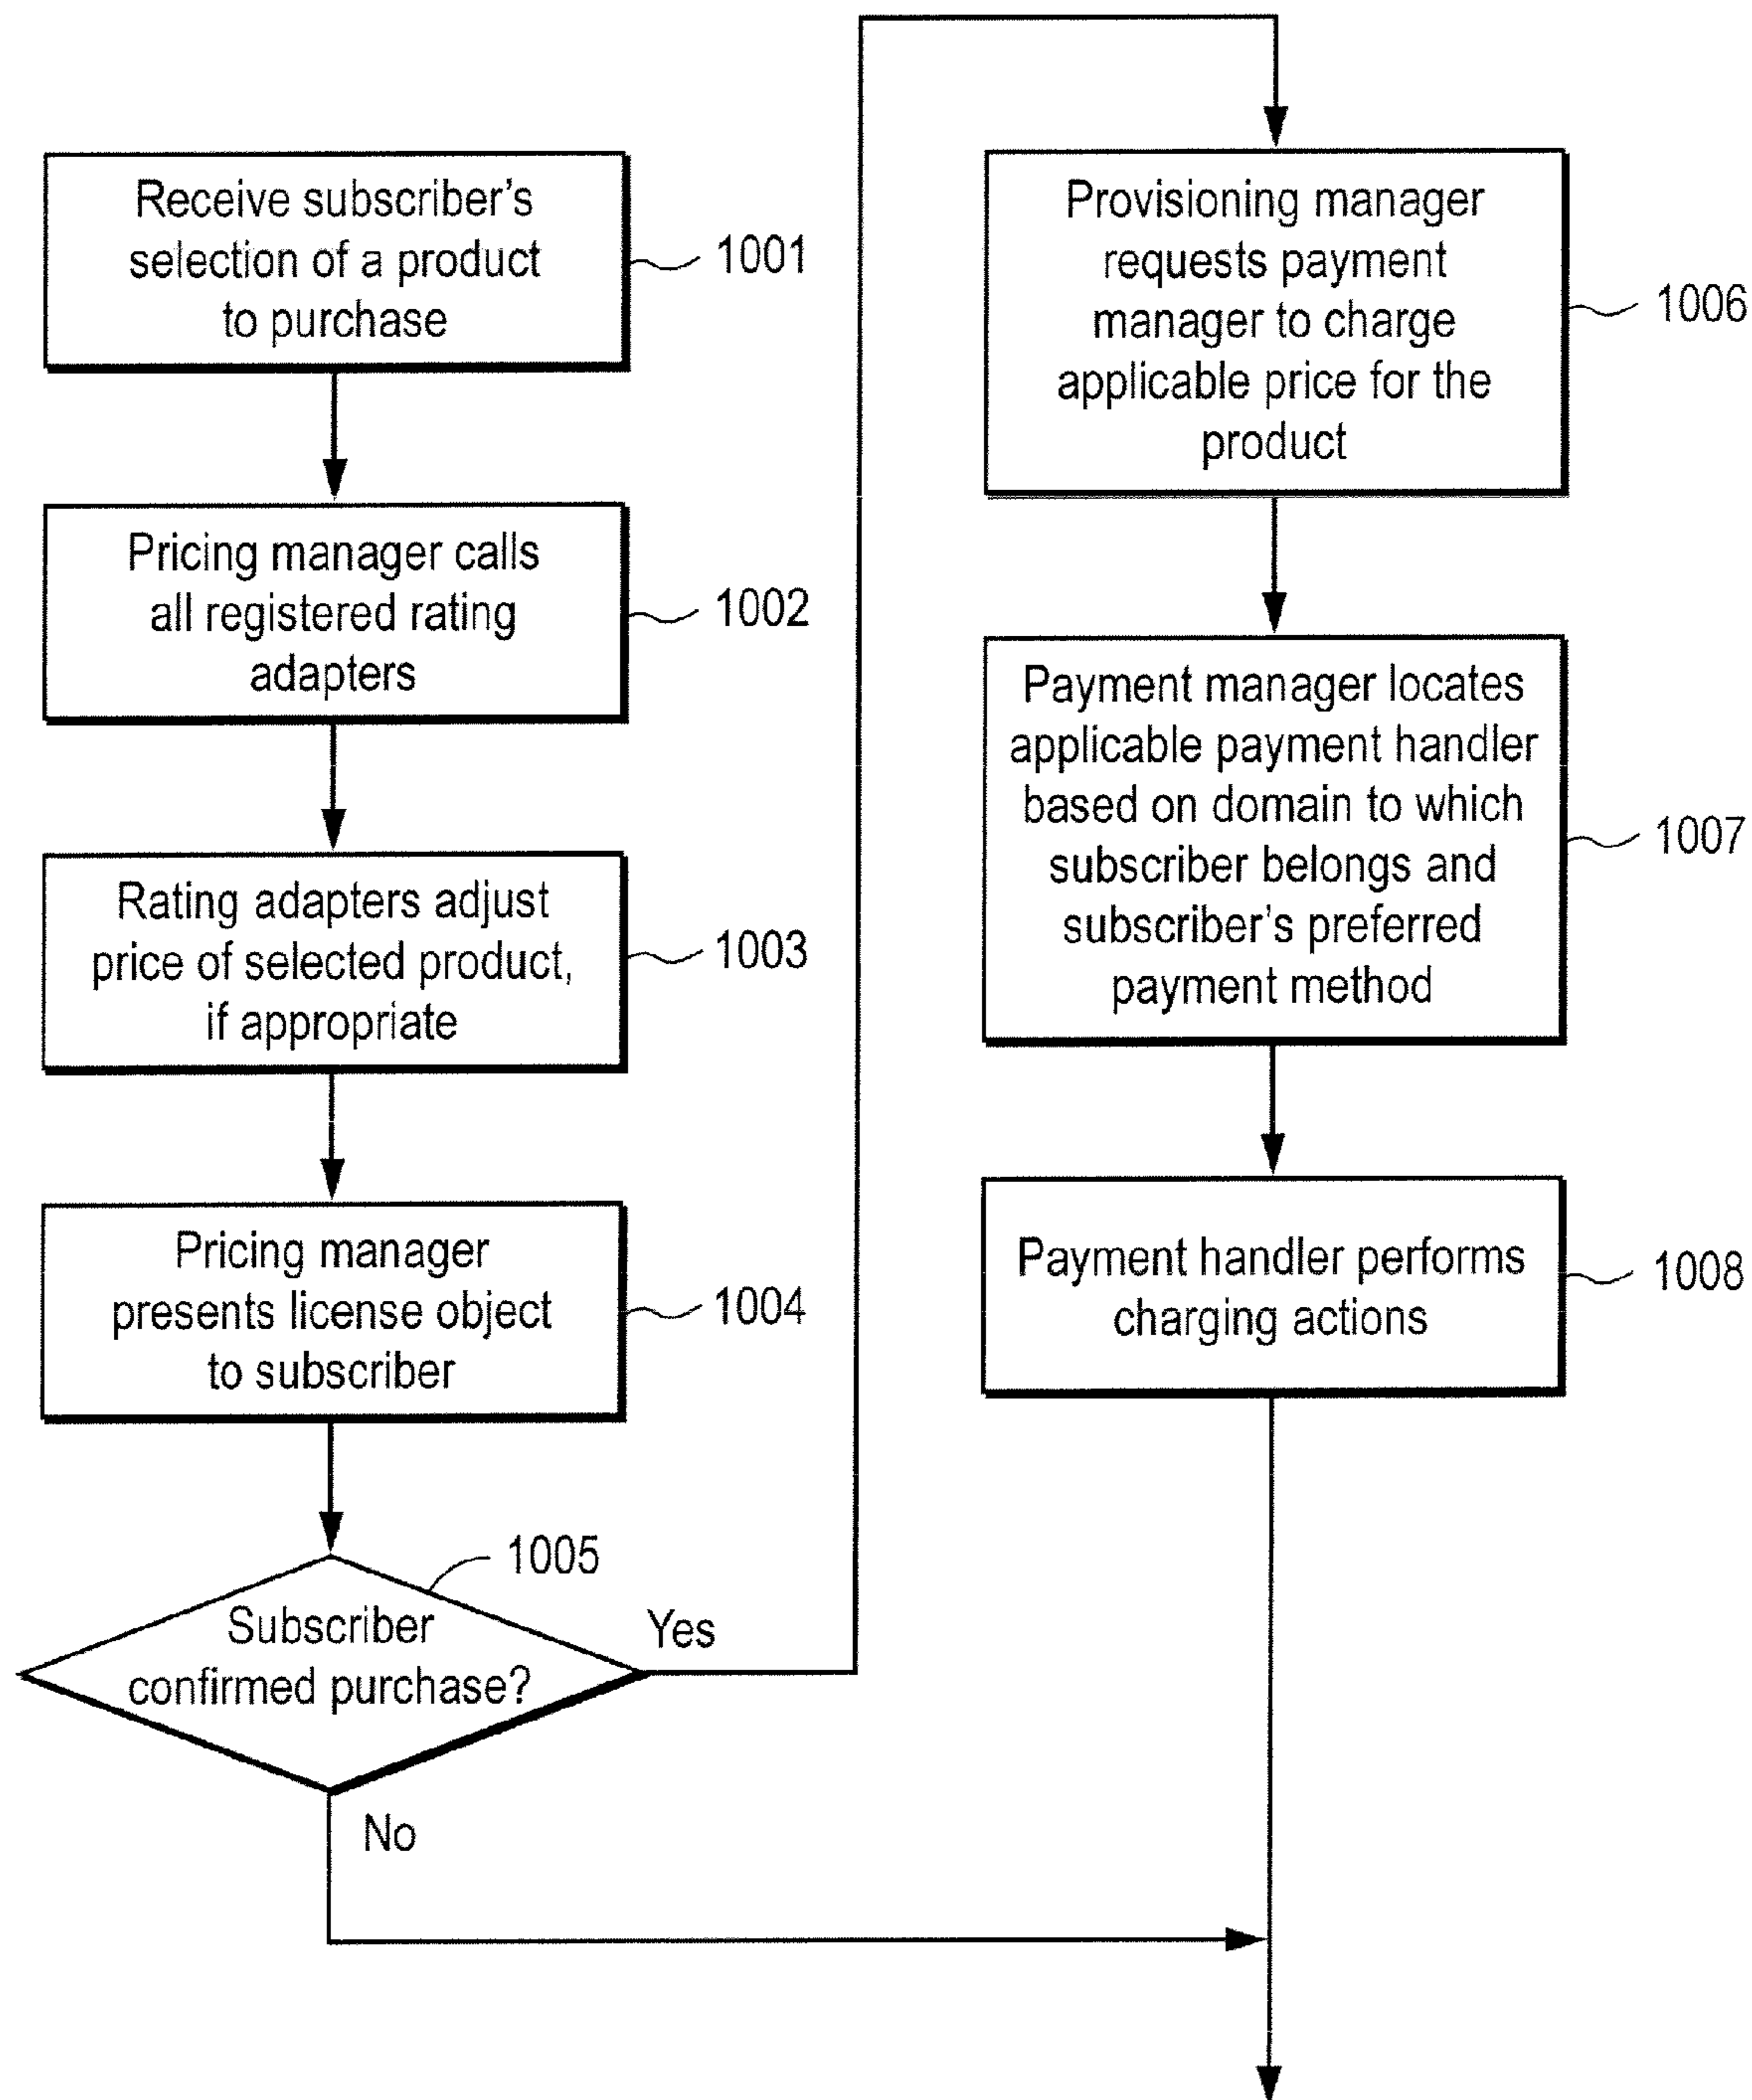 Receive subscriber's
selection of a product
to purchase
1001
Pricing manager calls
all registered rating
adapters
1002
Rating adapters adjust
price of selected product,
if appropriate
1003
Pricing manager
presents license object
to subscriber
1004
1005
Subscriber
confirmed purchase?
Yes
No
Provisioning manager
requests payment
manager to charge
applicable price for the
product
1006
Payment manager locates
applicable payment handler
based on domain to which
subscriber belongs and
subscriber's preferred
payment method
1007
Payment handler performs
charging actions
1008